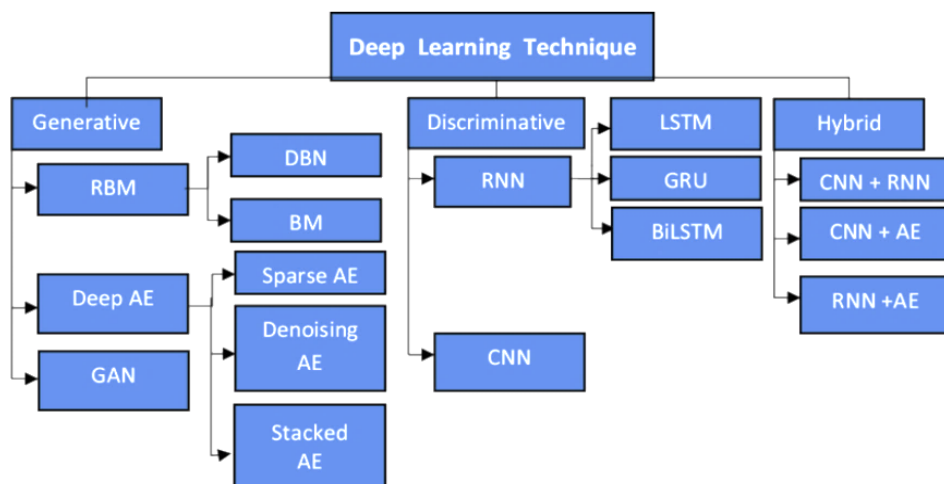 Deep Learning Technique
Generative
Discriminative
LSTM
Hybrid
RBM
DBN
RNN
GRU
CNN + RNN
BM
BiLSTM
CNN + AE
Deep AE
Sparse AE
RNN +AE
Denoising
AE
GAN
CNN
Stacked
AE